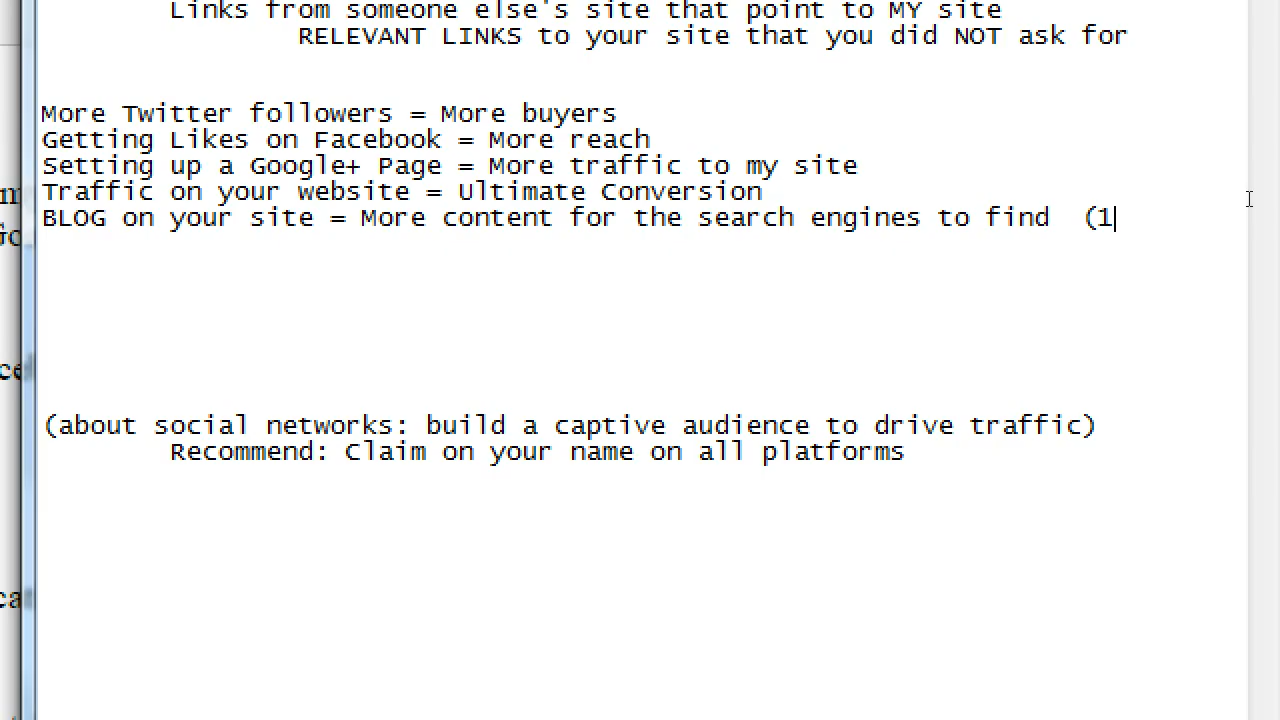 Links from someone else's site that point to MY site
RELEVANT LINKS to your site that you did NOT ask for
More Twitter followers = More buyers
Getting Likes on Facebook = More reach
Setting up a Google+ Page = More traffic to my site
Traffic on your website = Ultimate Conversion
BLOG on your site = More content for the search engines to find (1
(about social networks: build a captive audience to drive traffic)
Recommend: Claim on your name on all platforms